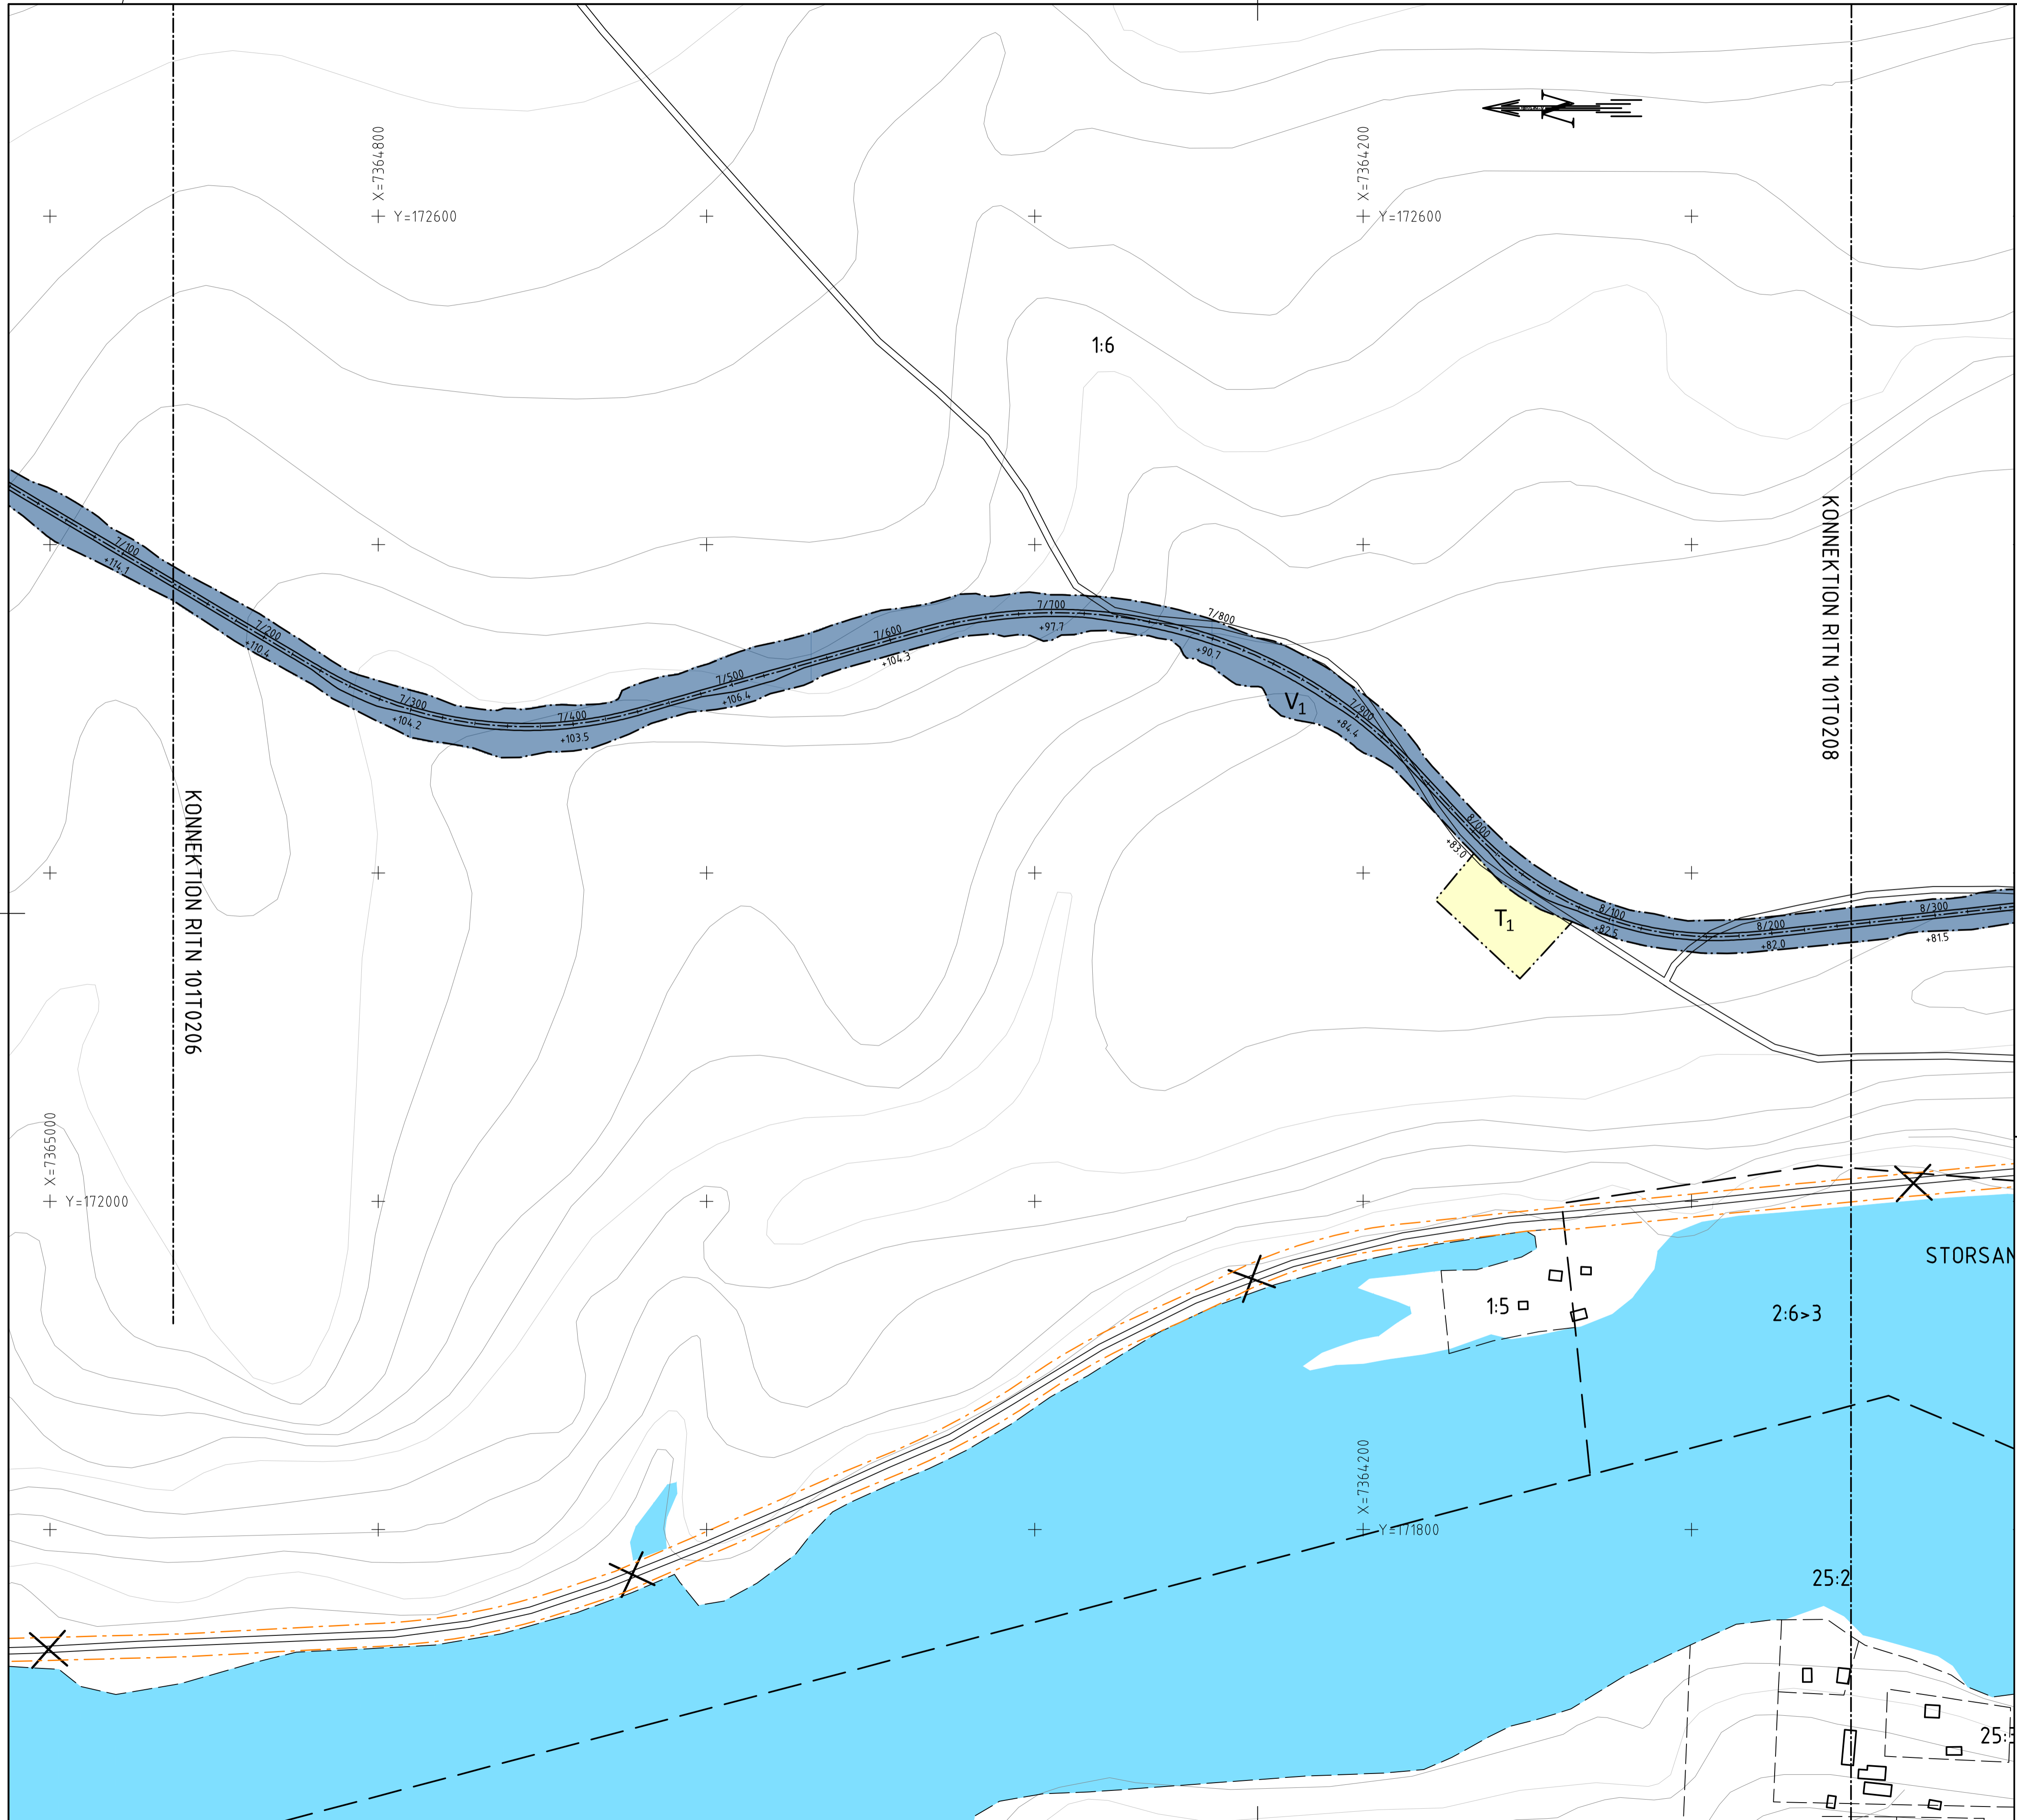 N
X=7364800
Y=172600
X=7364200
Y=172600
1:6
KONNEKTION RITN 101T0208
7/100
+114.1
7/200
+110.4
7/300
+104.2
7/400
+103.5
7/500
+106.4
7/600
+104.3
7/700
+97.7
7/800
+90.7
V1
7/900
+84.4
8/000
+83.0
T1
8/100
+82.5
8/200
+82.0
8/300
+81.5
KONNEKTION RITN 101T0206
X=7365000
Y=172000
STORSAN
1:5
2:6>3
X=7364200
Y=171800
25:2